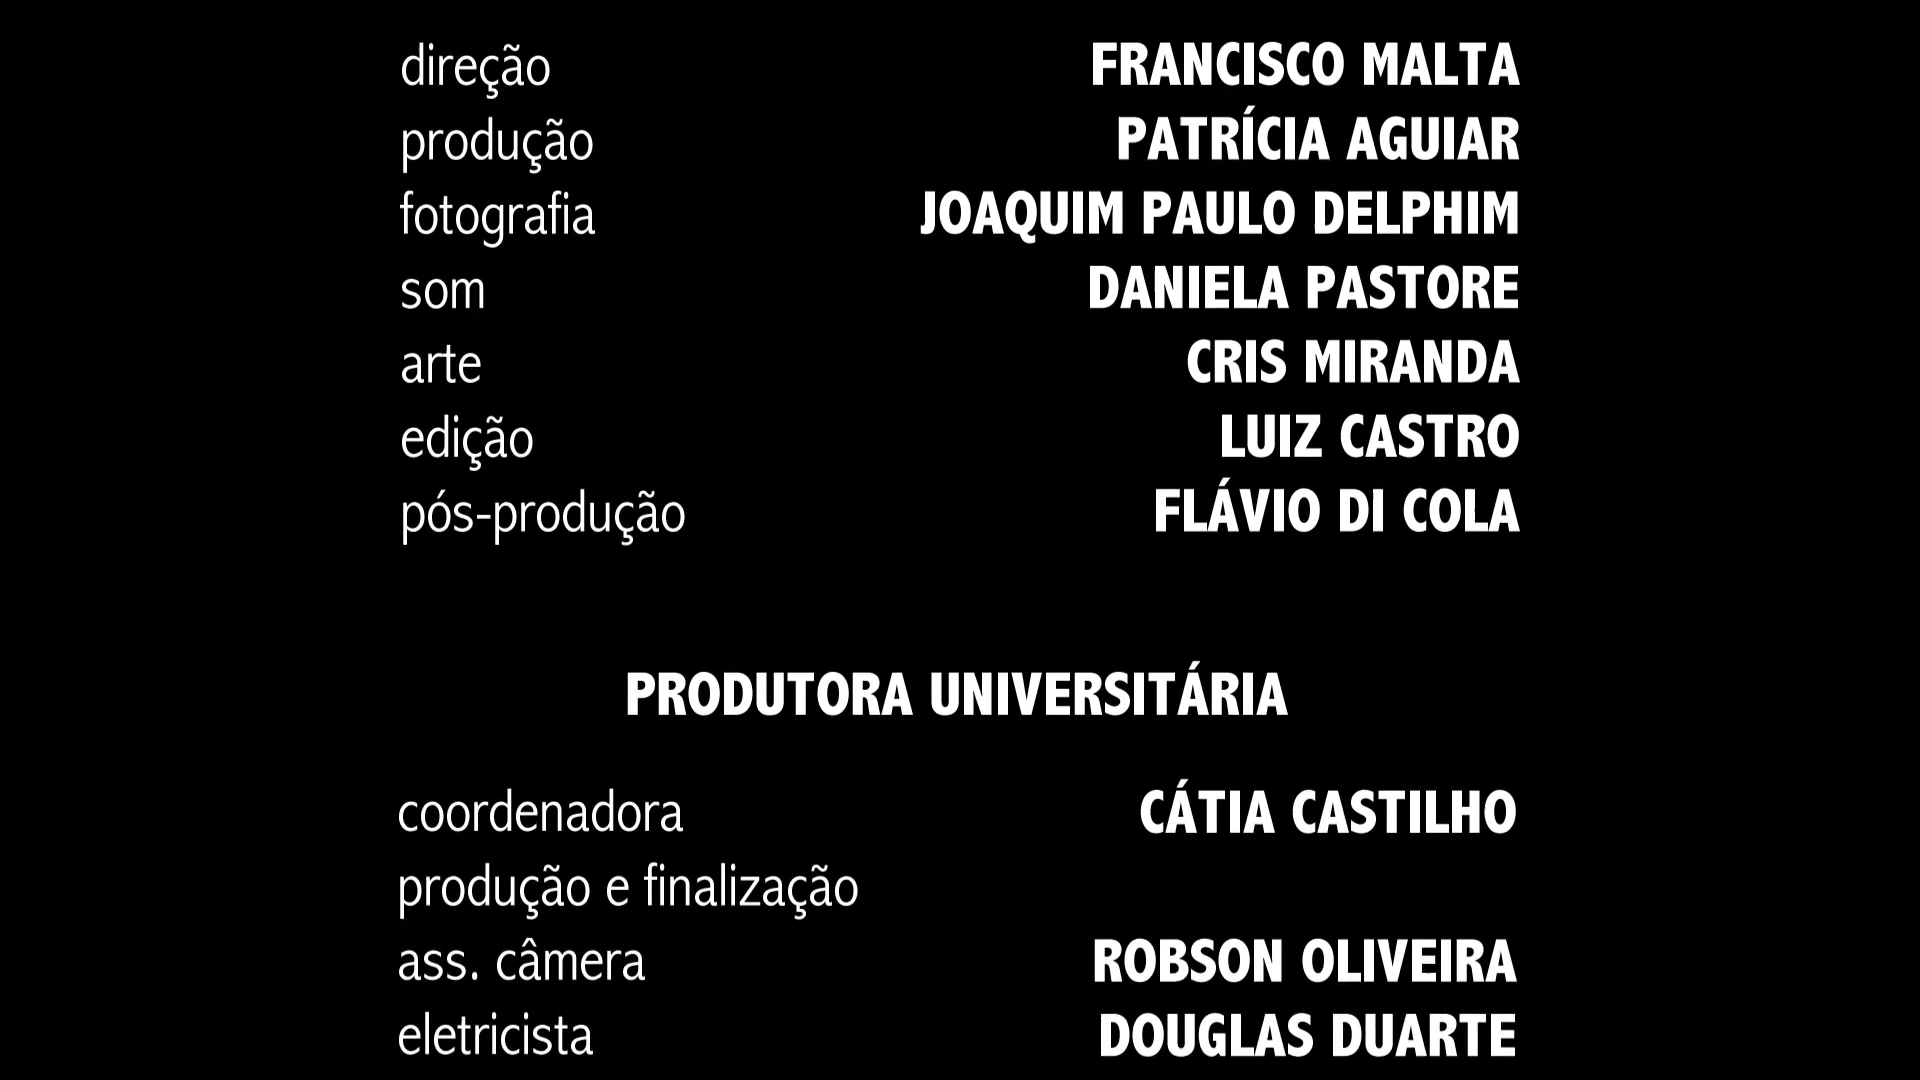 direção FRANCISCO MALTA
produção PATRÍCIA AGUIAR
fotografia JOAQUIM PAULO DELPHIM
som DANIELA PASTORE
arte CRIS MIRANDA
edição LUIZ CASTRO
pós-produção FLÁVIO DI COLA
PRODUTORA UNIVERSITÁRIA
coordenadora CÁTIA CASTILHO
produção e finalização
ass. câmera ROBSON OLIVEIRA
eletricista DOUGLAS DUARTE